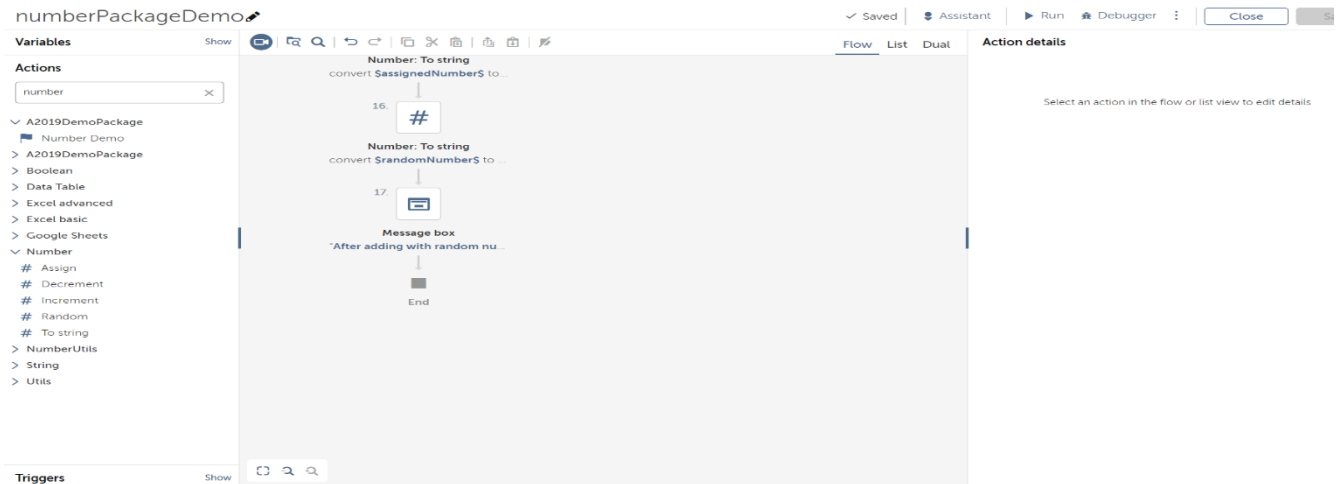 numberPackageDemo
Saved
Assistant
Run
Debugger
Close
Variables
Show
Flow
List
Dual
Action details
Actions
number
Select an action in the flow or list view to edit details
A2019DemoPackage
Number Demo
A2019DemoPackage
Boolean
Data Table
Excel advanced
Excel basic
Google Sheets
Number
# Assign
# Decrement
# Increment
# Random
# To string
NumberUtils
String
Utils
Triggers
Show
Number: To string
convert $assignedNumber$ to...
16.
#
Number: To string
convert $randomNumber$ to ...
17.
Message box
"After adding with random nu...
End